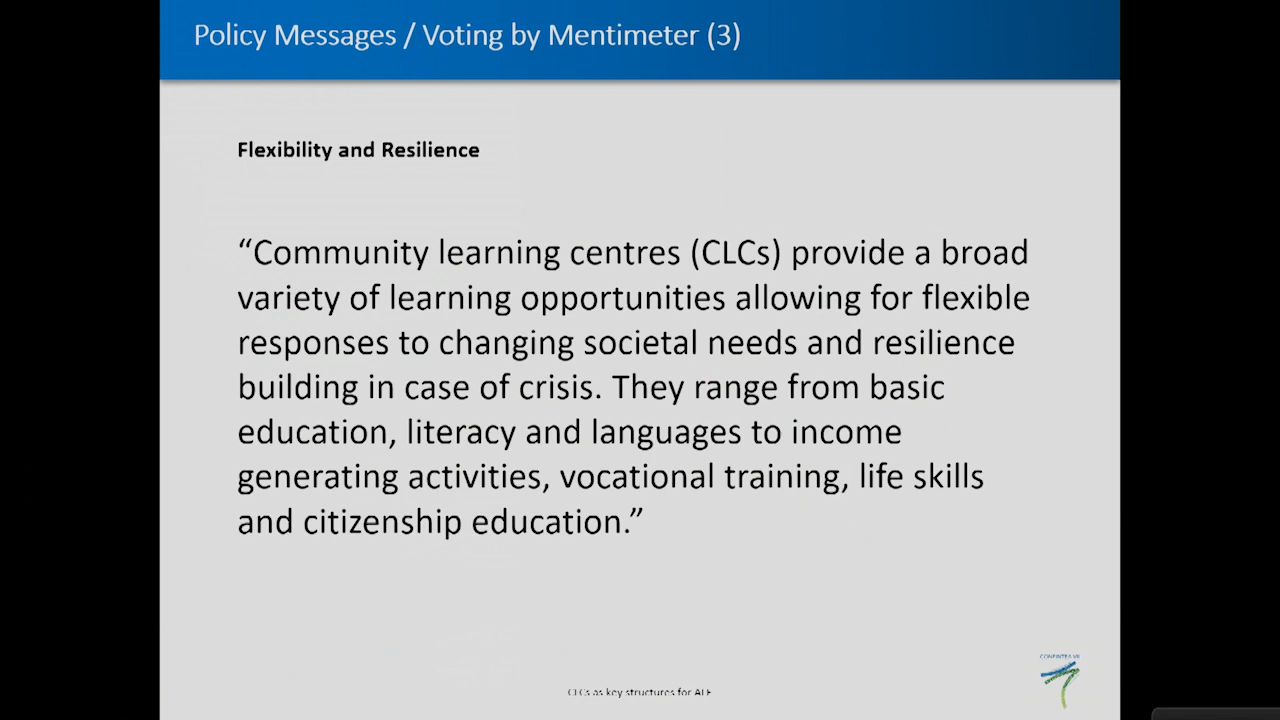 Policy Messages / Voting by Mentimeter (3)
Flexibility and Resilience
“Community learning centres (CLCs) provide a broad
variety of learning opportunities allowing for flexible
responses to changing societal needs and resilience
building in case of crisis. They range from basic
education, literacy and languages to income
generating activities, vocational training, life skills
and citizenship education.”
CONFINTEA VII
CLCs as key structures for ALE